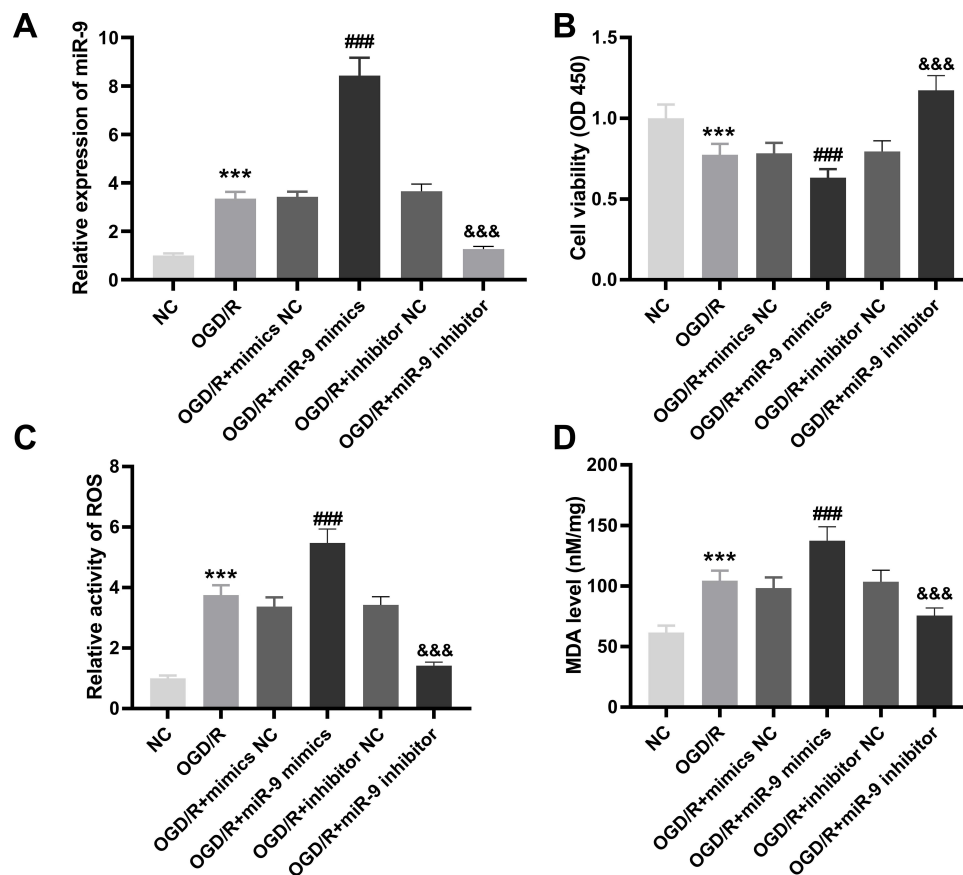 A
Relative expression of miR-9
10
8
6
4
2
0
***
###
&&&
NC
OGD/R
OGD/R+mimics NC
OGD/R+miR-9 mimics
OGD/R+inhibitor NC
OGD/R+miR-9 inhibitor
B
Cell viability (OD 450)
1.5
1.0
0.5
0.0
***
###
&&&
NC
OGD/R
OGD/R+mimics NC
OGD/R+miR-9 mimics
OGD/R+inhibitor NC
OGD/R+miR-9 inhibitor
C
Relative activity of ROS
8
6
4
2
0
***
###
&&&
NC
OGD/R
OGD/R+mimics NC
OGD/R+miR-9 mimics
OGD/R+inhibitor NC
OGD/R+miR-9 inhibitor
D
MDA level (nM/mg)
200
150
100
50
0
***
###
&&&
NC
OGD/R
OGD/R+mimics NC
OGD/R+miR-9 mimics
OGD/R+inhibitor NC
OGD/R+miR-9 inhibitor